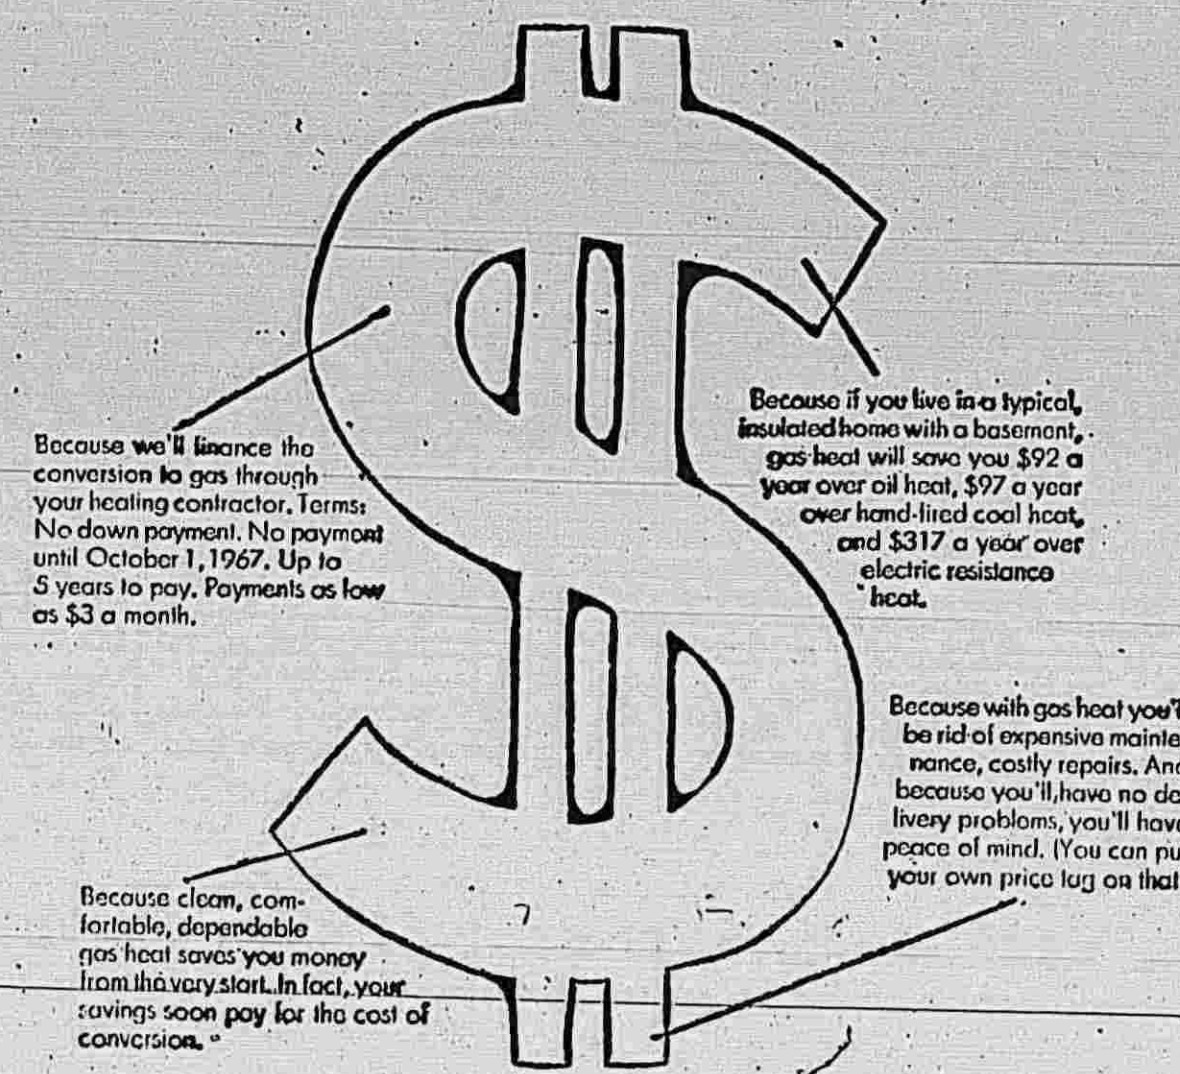 Because we'll finance the
conversion to gas through
your heating contractor. Terms:
No down payment. No payment
until October 1, 1967. Up to
5 years to pay. Payments as low
as $3 a month.
Because if you live in a typical,
insulated home with a basement,
gas heat will save you $92 a
year over oil heat, $97 a year
over hand-fired coal heat,
and $317 a year over
electric resistance
heat.
Because with gas heat you'l
be rid of expensive mainte
nance, costly repairs. And
because you'll have no de
livery problems, you'll have
peace of mind. (You can pu
your own price tag on that
Because clean, com-
fortable, dependable
gas heat saves you money
from the very start. In fact, your
savings soon pay for the cost of
conversion.